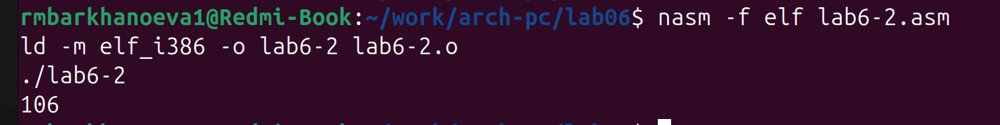 rmbarkhanoeva1@Redmi-Book:~/work/arch-pc/lab06$ nasm -f elf lab6-2.asm
ld -m elf_i386 -o lab6-2 lab6-2.o
./lab6-2
106